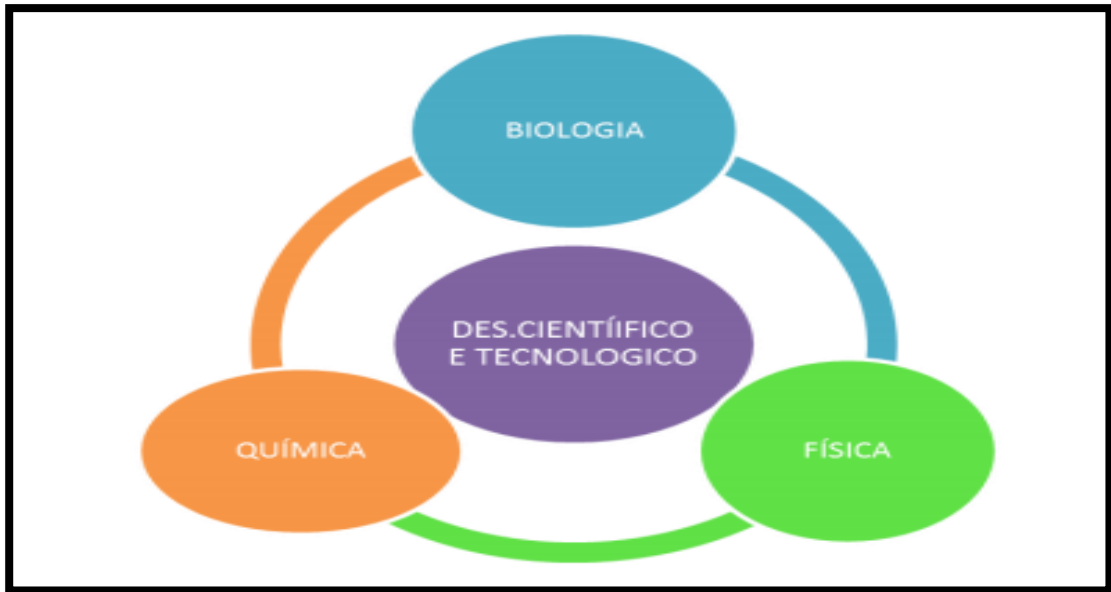 BIOLOGIA
DES.CIENTÍIFICO
E TECNOLOGICO
QUÍMICA
FÍSICA